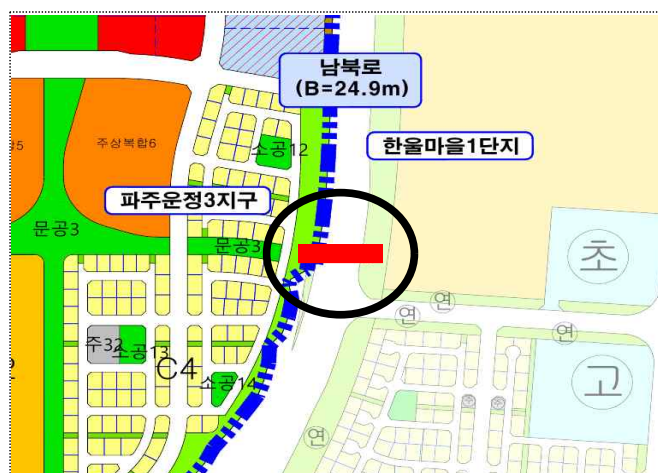 남북로
(B=24.9m)
한울마을1단지
주상복합6
소공12
파주운정3지구
문공3
문공3
초
연
연
연
주32
소공13
C4
소공14
고
연